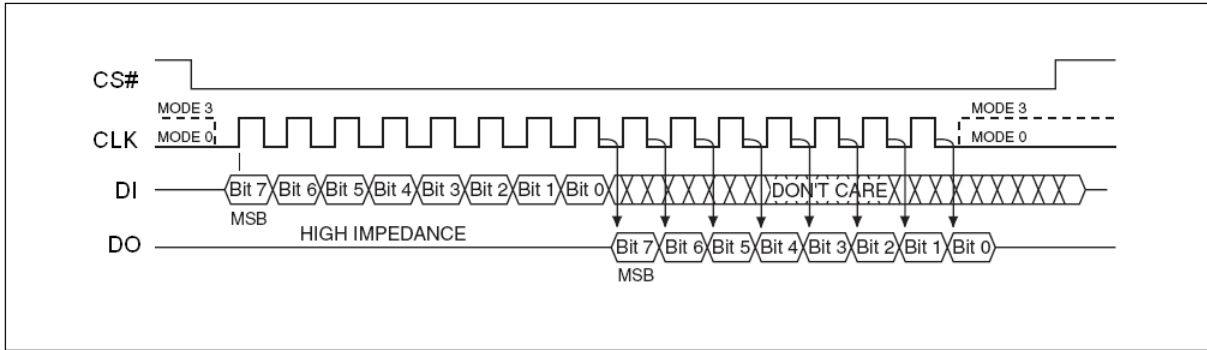 CS#
MODE 3 MODE 3
CLK MODE 0 MODE 0
DI Bit 7 Bit 6 Bit 5 Bit 4 Bit 3 Bit 2 Bit 1 Bit 0 DON'T CARE
MSB
HIGH IMPEDANCE
DO Bit 7 Bit 6 Bit 5 Bit 4 Bit 3 Bit 2 Bit 1 Bit 0
MSB